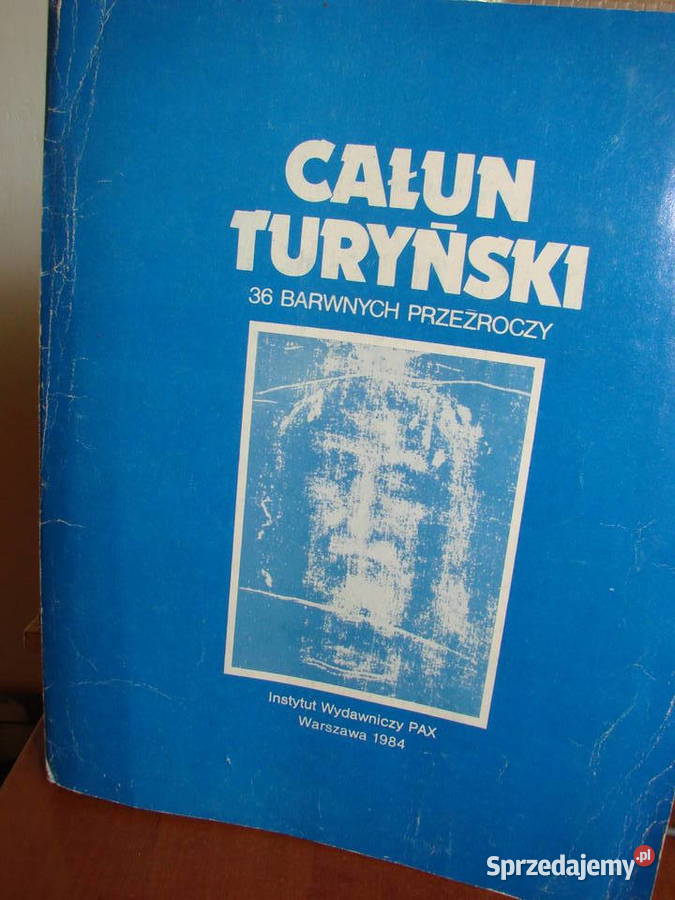 CAŁUN
TURYŃSKI
36 BARWNYCH PRZEŹROCZY
Instytut Wydawniczy PAX
Warszawa 1984
Sprzedajemy.pl